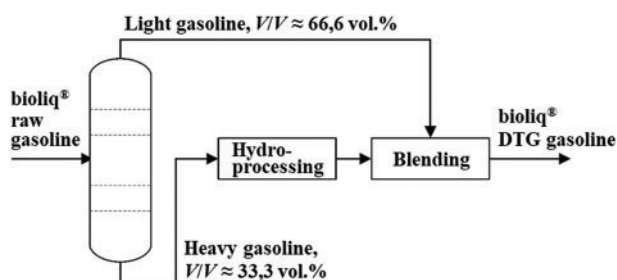 Light gasoline, V/V ≈ 66,6 vol.%
bioliq®
raw
gasoline
Hydro-
processing
Blending
bioliq®
DTG gasoline
Heavy gasoline,
V/V ≈ 33,3 vol.%